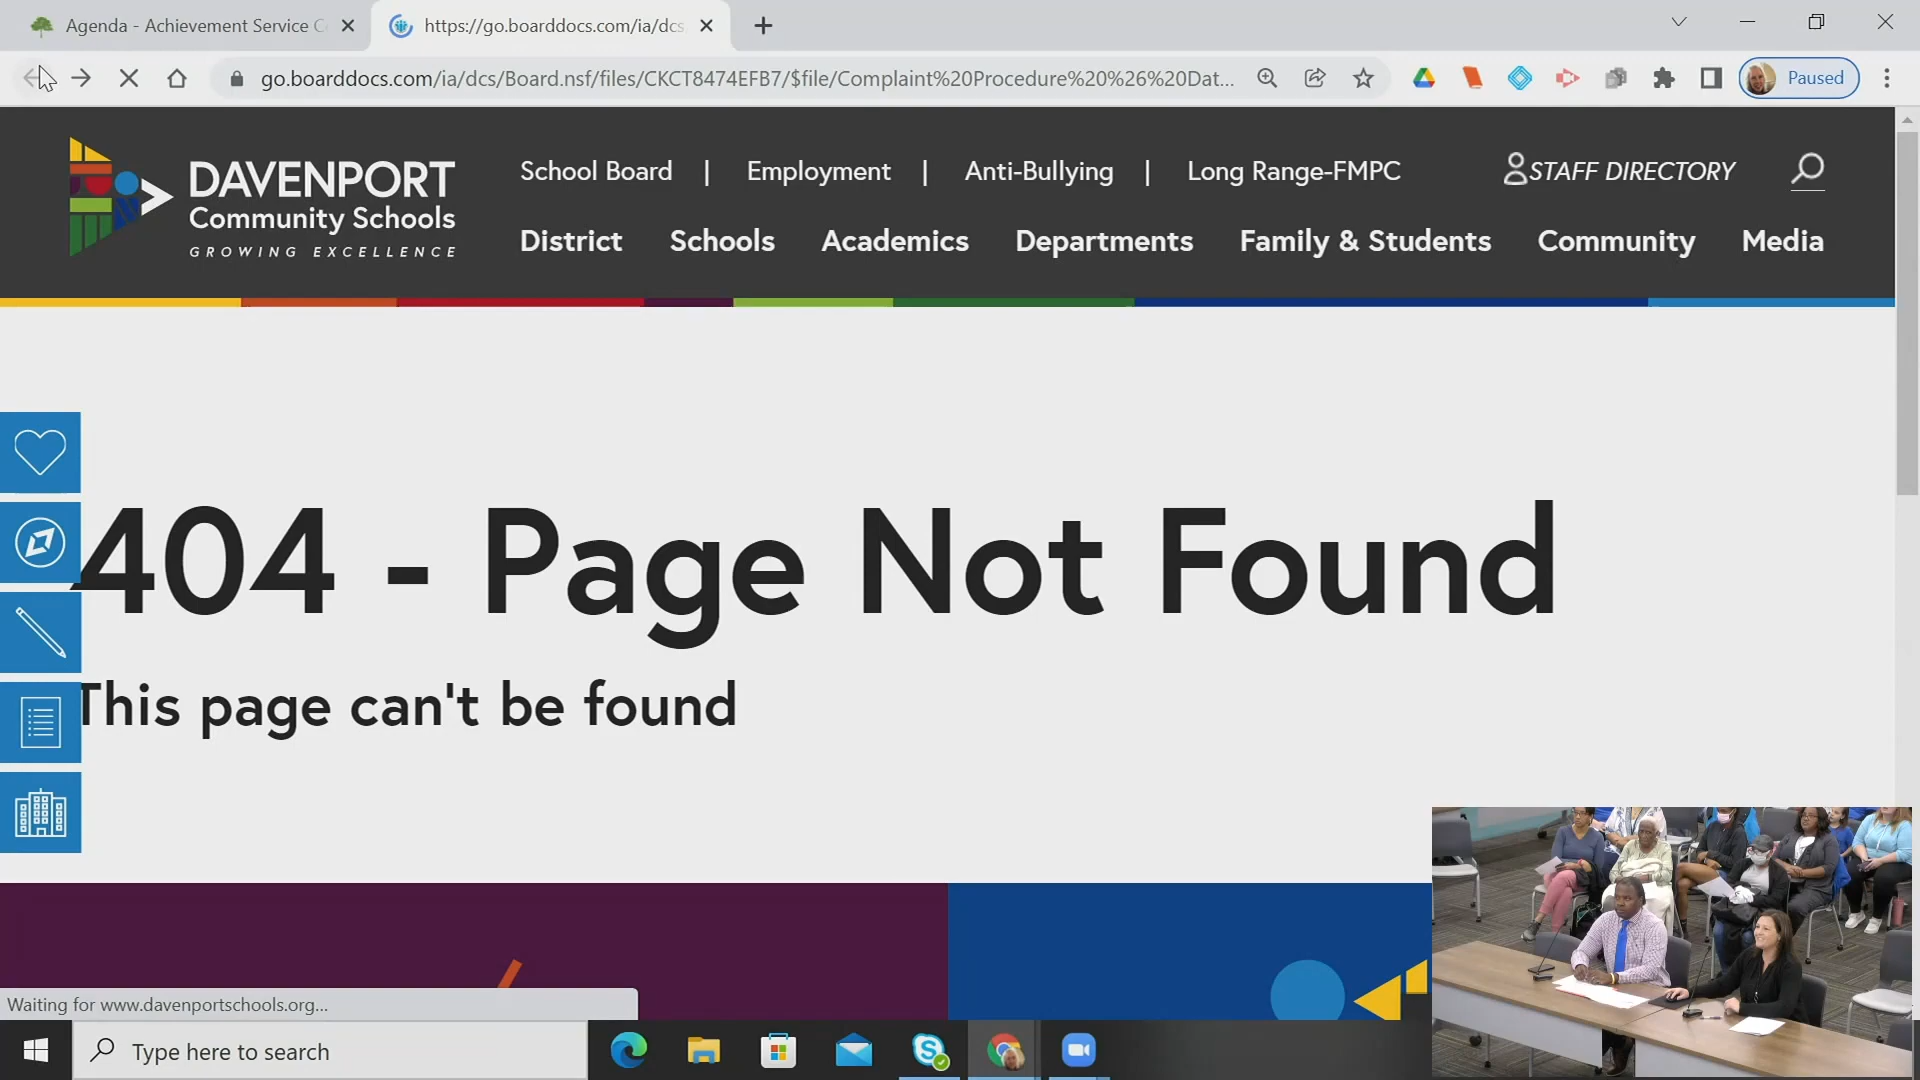 Agenda - Achievement Service C
https://go.boarddocs.com/ia/dcs
go.boarddocs.com/ia/dcs/Board.nsf/files/CKCT8474EFB7/$file/Complaint%20Procedure%20%26%20Dat...
Paused
DAVENPORT
Community Schools
GROWING EXCELLENCE
School Board | Employment | Anti-Bullying | Long Range-FMPC
STAFF DIRECTORY
District Schools Academics Departments Family & Students Community Media
404 - Page Not Found
This page can't be found
Waiting for www.davenportschools.org...
Type here to search